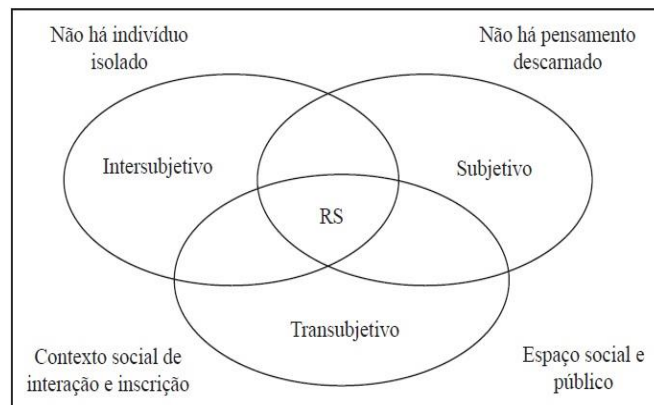 Não há indivíduo
isolado
Não há pensamento
descarnado
Intersubjetivo
Subjetivo
RS
Transubjetivo
Contexto social de
interação e inscrição
Espaço social e
público